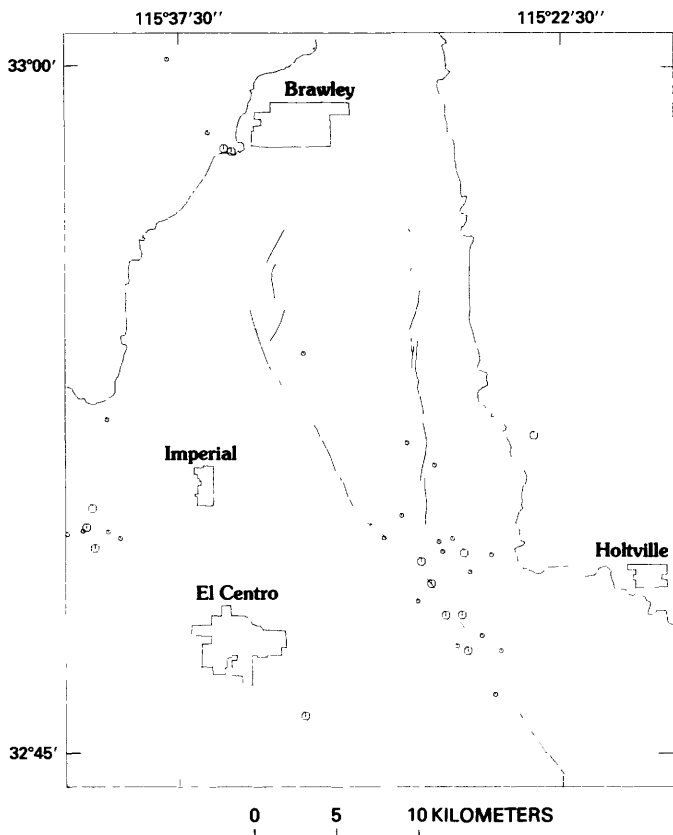 115°37'30'' 115°22'30''
33°00'
Brawley
Imperial
Holtville
El Centro
32°45'
0 5 10 KILOMETERS